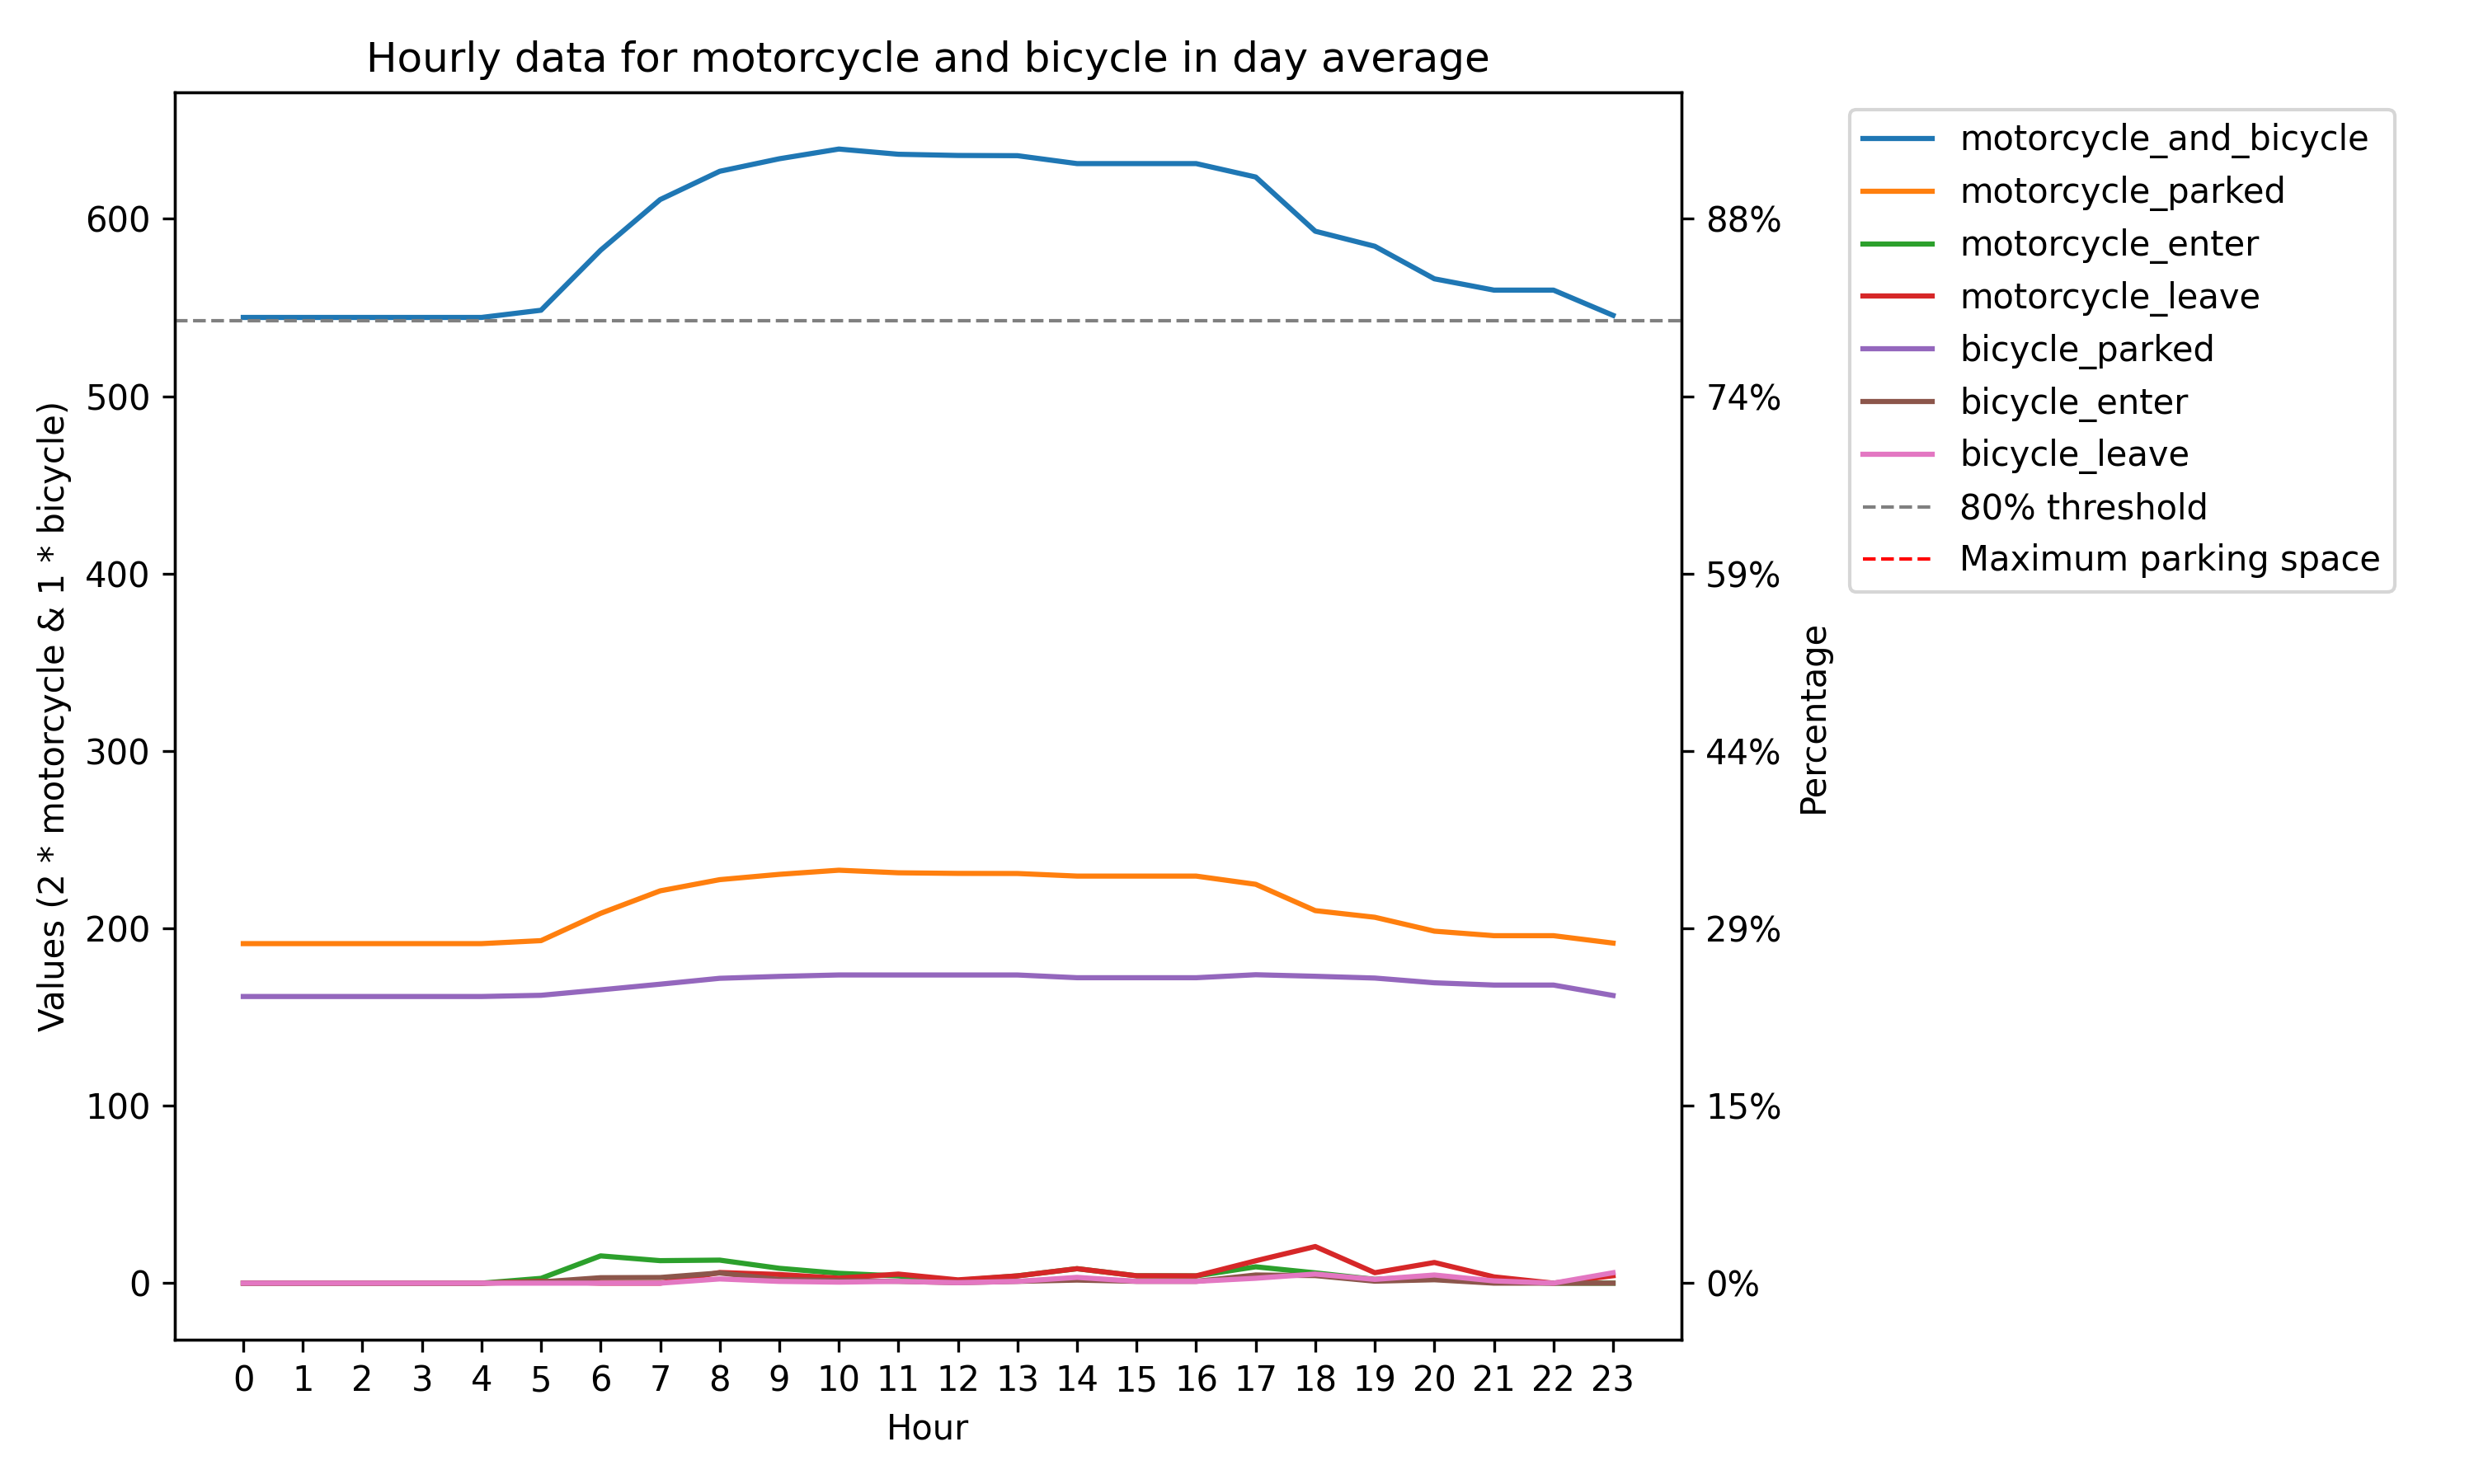 Hourly data for motorcycle and bicycle in day average
Values (2 * motorcycle & 1 * bicycle)
600
500
400
300
200
100
0
88%
74%
59%
44%
29%
15%
0%
Percentage
0 1 2 3 4 5 6 7 8 9 10 11 12 13 14 15 16 17 18 19 20 21 22 23
Hour
motorcycle_and_bicycle
motorcycle_parked
motorcycle_enter
motorcycle_leave
bicycle_parked
bicycle_enter
bicycle_leave
80% threshold
Maximum parking space